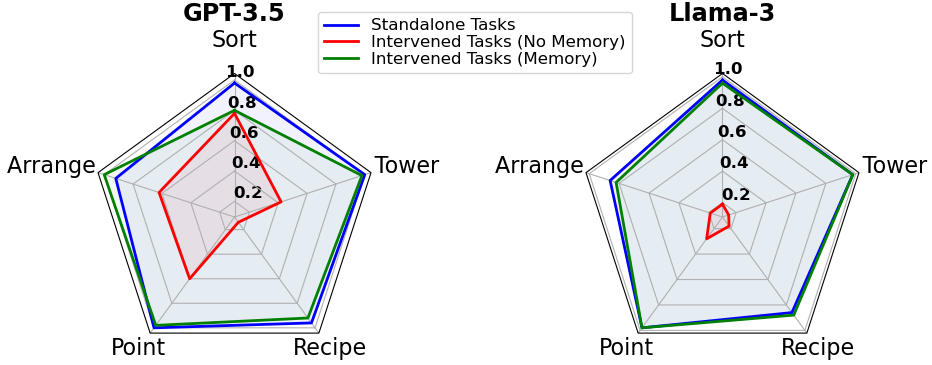 GPT-3.5
Llama-3
Standalone Tasks
Intervened Tasks (No Memory)
Intervened Tasks (Memory)
Sort
1.0
0.8
0.6
0.4
0.2
Arrange
Tower
Point
Recipe
Sort
1.0
0.8
0.6
0.4
0.2
Arrange
Tower
Point
Recipe